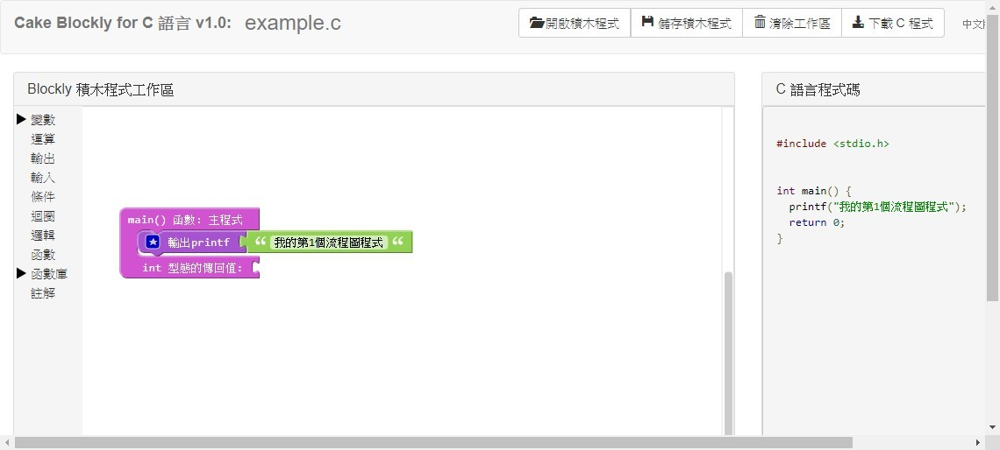 Cake Blockly for C 語言 v1.0: example.c
開啟積木程式 儲存積木程式 清除工作區 下載 C 程式 中文
Blockly 積木程式工作區
變數
運算
輸出
輸入
條件
迴圈
邏輯
函數
函數庫
註解
main() 函數: 主程式
輸出printf “ 我的第1個流程圖程式 “
int 型態的傳回值:
C 語言程式碼
#include <stdio.h>
int main() {
printf("我的第1個流程圖程式");
return 0;
}